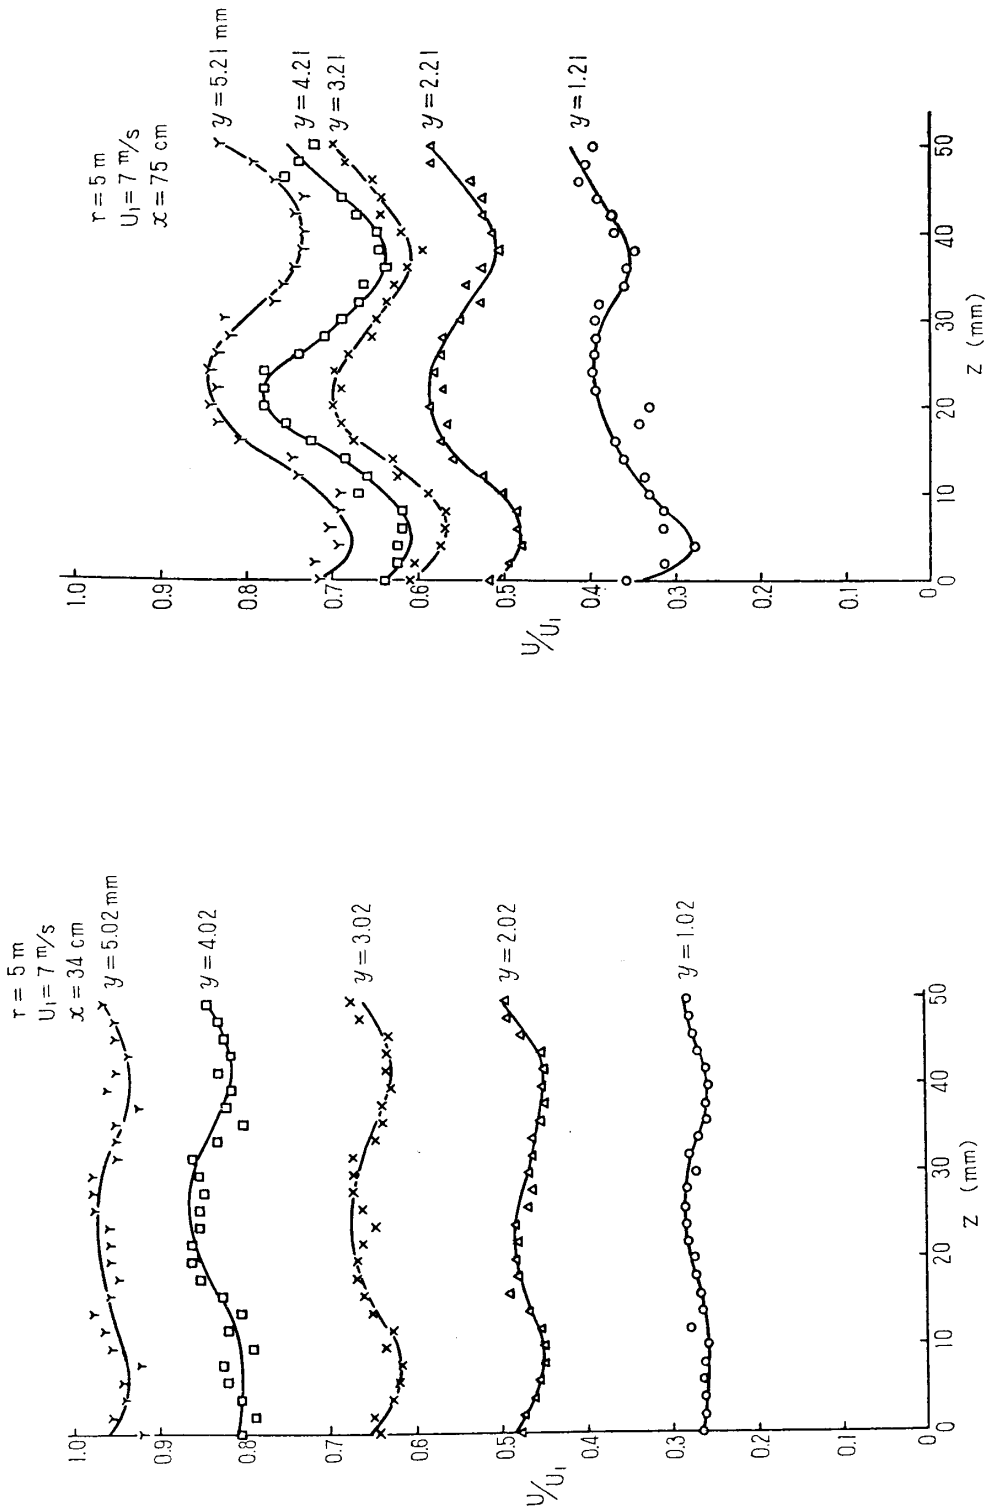 r = 5 m
U₁ = 7 m/s
x = 34 cm
y = 5.02 mm
y = 4.02
y = 3.02
y = 2.02
y = 1.02
1.0
0.9
0.8
0.7
0.6
0.5
0.4
0.3
0.2
0.1
0
U/U₁
0
10
20
30
40
50
Z (mm)
r = 5 m
U₁ = 7 m/s
x = 75 cm
y = 5.21 mm
y = 4.21
y = 3.21
y = 2.21
y = 1.21
1.0
0.9
0.8
0.7
0.6
0.5
0.4
0.3
0.2
0.1
0
U/U₁
0
10
20
30
40
50
Z (mm)